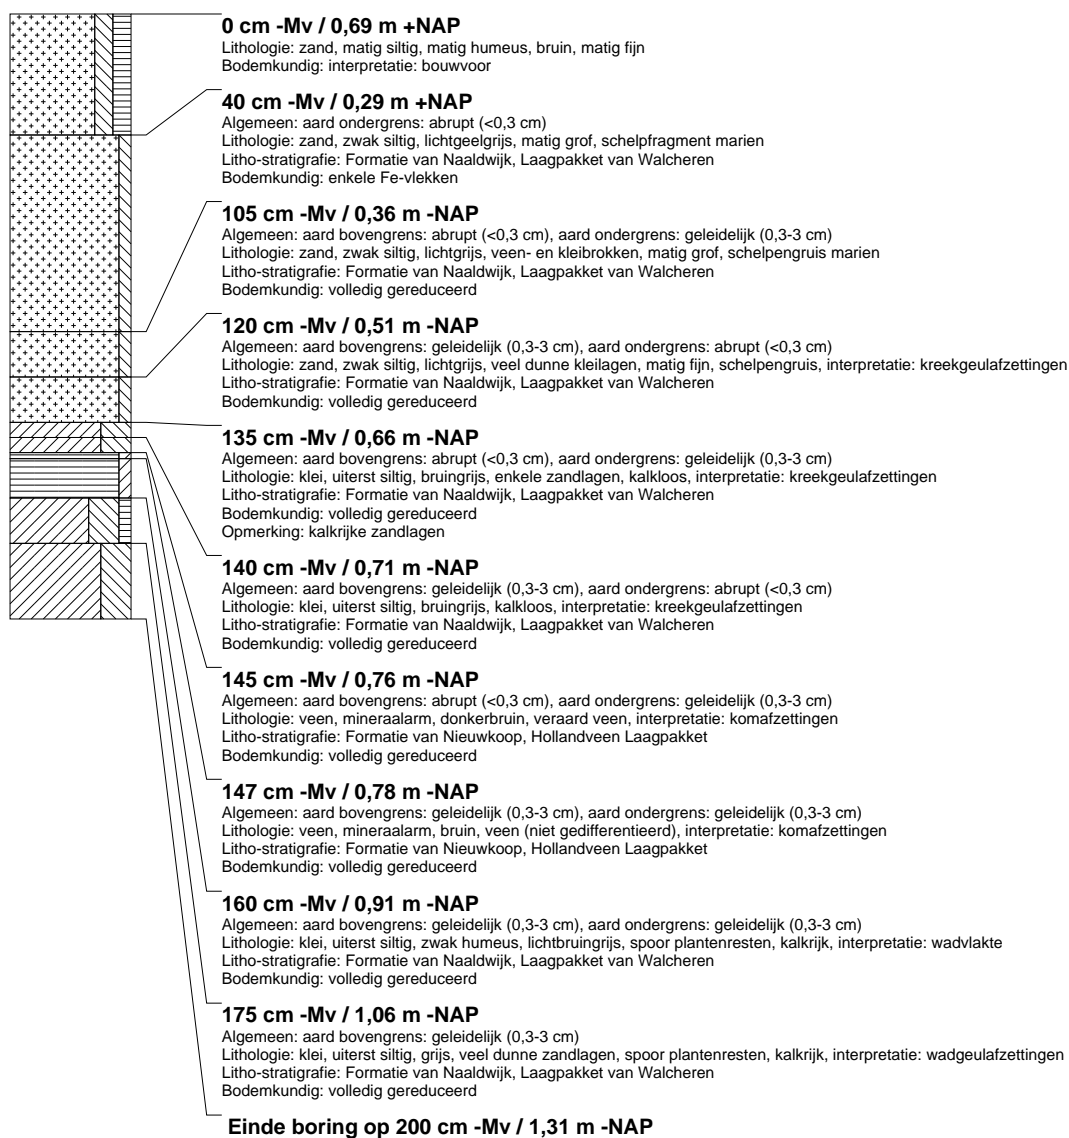 0 cm -Mv / 0,69 m +NAP
Lithologie: zand, matig siltig, matig humeus, bruin, matig fijn
Bodemkundig: interpretatie: bouwvoor
40 cm -Mv / 0,29 m +NAP
Algemeen: aard ondergrens: abrupt (<0,3 cm)
Lithologie: zand, zwak siltig, lichtgeelgrijs, matig grof, schelpfragment marien
Litho-stratigrafie: Formatie van Naaldwijk, Laagpakket van Walcheren
Bodemkundig: enkele Fe-vlekken
105 cm -Mv / 0,36 m -NAP
Algemeen: aard bovengrens: abrupt (<0,3 cm), aard ondergrens: geleidelijk (0,3-3 cm)
Lithologie: zand, zwak siltig, lichtgrijs, veen- en kleibrokken, matig grof, schelpengruis marien
Litho-stratigrafie: Formatie van Naaldwijk, Laagpakket van Walcheren
Bodemkundig: volledig gereduceerd
120 cm -Mv / 0,51 m -NAP
Algemeen: aard bovengrens: geleidelijk (0,3-3 cm), aard ondergrens: abrupt (<0,3 cm)
Lithologie: zand, zwak siltig, lichtgrijs, veel dunne kleilagen, matig fijn, schelpengruis, interpretatie: kreekgeulafzettingen
Litho-stratigrafie: Formatie van Naaldwijk, Laagpakket van Walcheren
Bodemkundig: volledig gereduceerd
135 cm -Mv / 0,66 m -NAP
Algemeen: aard bovengrens: abrupt (<0,3 cm), aard ondergrens: geleidelijk (0,3-3 cm)
Lithologie: klei, uiterst siltig, bruingrijs, enkele zandlagen, kalkloos, interpretatie: kreekgeulafzettingen
Litho-stratigrafie: Formatie van Naaldwijk, Laagpakket van Walcheren
Bodemkundig: volledig gereduceerd
Opmerking: kalkrijke zandlagen
140 cm -Mv / 0,71 m -NAP
Algemeen: aard bovengrens: geleidelijk (0,3-3 cm), aard ondergrens: abrupt (<0,3 cm)
Lithologie: klei, uiterst siltig, bruingrijs, kalkloos, interpretatie: kreekgeulafzettingen
Litho-stratigrafie: Formatie van Naaldwijk, Laagpakket van Walcheren
Bodemkundig: volledig gereduceerd
145 cm -Mv / 0,76 m -NAP
Algemeen: aard bovengrens: abrupt (<0,3 cm), aard ondergrens: geleidelijk (0,3-3 cm)
Lithologie: veen, mineraalarm, donkerbruin, veraard veen, interpretatie: komafzettingen
Litho-stratigrafie: Formatie van Nieuwkoop, Hollandveen Laagpakket
Bodemkundig: volledig gereduceerd
147 cm -Mv / 0,78 m -NAP
Algemeen: aard bovengrens: geleidelijk (0,3-3 cm), aard ondergrens: geleidelijk (0,3-3 cm)
Lithologie: veen, mineraalarm, bruin, veen (niet gedifferentieerd), interpretatie: komafzettingen
Litho-stratigrafie: Formatie van Nieuwkoop, Hollandveen Laagpakket
Bodemkundig: volledig gereduceerd
160 cm -Mv / 0,91 m -NAP
Algemeen: aard bovengrens: geleidelijk (0,3-3 cm), aard ondergrens: geleidelijk (0,3-3 cm)
Lithologie: klei, uiterst siltig, zwak humeus, lichtbruingrijs, spoor plantenresten, kalkrijk, interpretatie: wadvlakte
Litho-stratigrafie: Formatie van Naaldwijk, Laagpakket van Walcheren
Bodemkundig: volledig gereduceerd
175 cm -Mv / 1,06 m -NAP
Algemeen: aard bovengrens: geleidelijk (0,3-3 cm)
Lithologie: klei, uiterst siltig, grijs, veel dunne zandlagen, spoor plantenresten, kalkrijk, interpretatie: wadgeulafzettingen
Litho-stratigrafie: Formatie van Naaldwijk, Laagpakket van Walcheren
Bodemkundig: volledig gereduceerd
Einde boring op 200 cm -Mv / 1,31 m -NAP